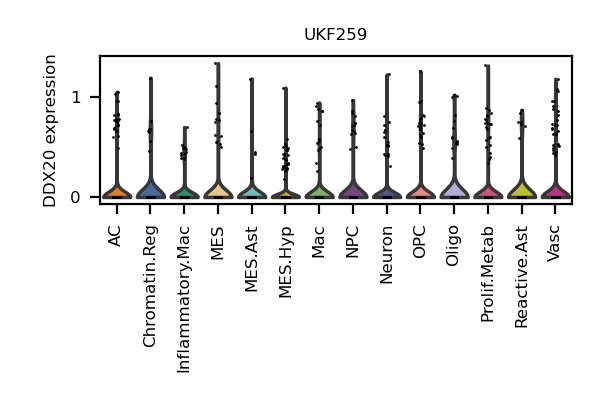 UKF259
DDX20 expression
1
0
AC
Chromatin.Reg
Inflammatory.Mac
MES
MES.Ast
MES.Hyp
Mac
NPC
Neuron
OPC
Oligo
Prolif.Metab
Reactive.Ast
Vasc